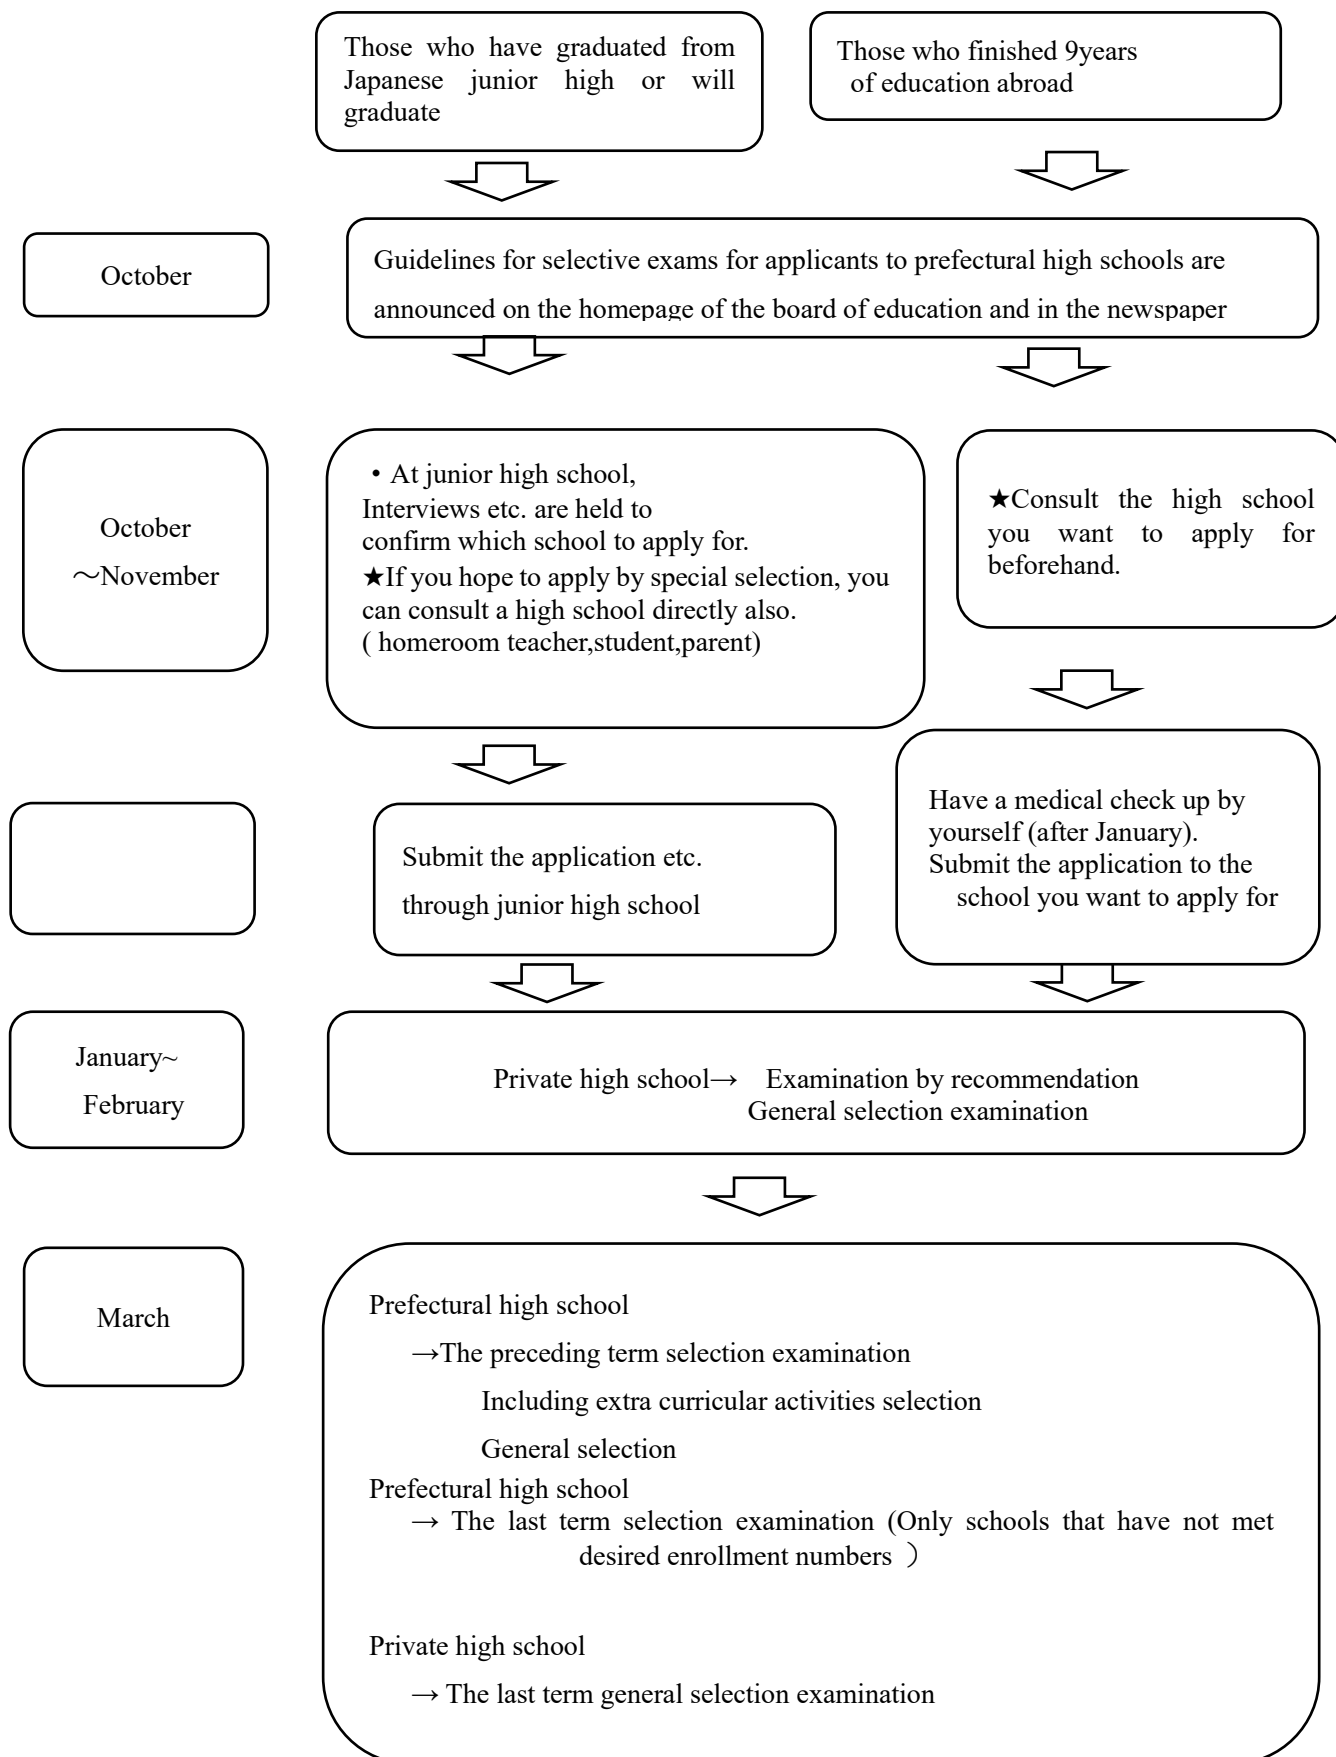 Those who have graduated from
Japanese junior high or will
graduate
Those who finished 9years
of education abroad
October
Guidelines for selective exams for applicants to prefectural high schools are
announced on the homepage of the board of education and in the newspaper
October
～November
・At junior high school,
Interviews etc. are held to
confirm which school to apply for.
★If you hope to apply by special selection, you
can consult a high school directly also.
( homeroom teacher,student,parent)
★Consult the high school
you want to apply for
beforehand.
Submit the application etc.
through junior high school
Have a medical check up by
yourself (after January).
Submit the application to the
school you want to apply for
January~
February
Private high school→ Examination by recommendation
General selection examination
March
Prefectural high school
→The preceding term selection examination
Including extra curricular activities selection
General selection
Prefectural high school
→ The last term selection examination (Only schools that have not met
desired enrollment numbers ）
Private high school
→ The last term general selection examination